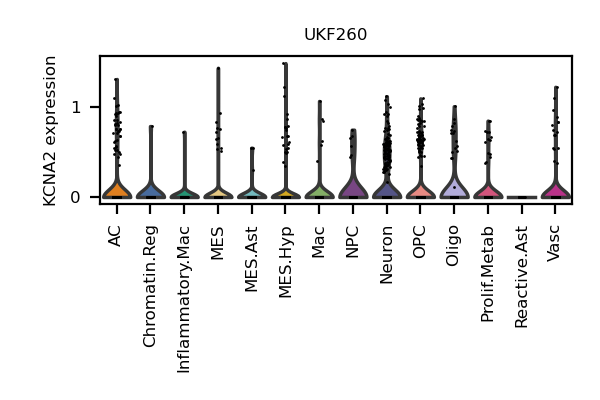 UKF260
KCNA2 expression
1
0
AC
Chromatin.Reg
Inflammatory.Mac
MES
MES.Ast
MES.Hyp
Mac
NPC
Neuron
OPC
Oligo
Prolif.Metab
Reactive.Ast
Vasc